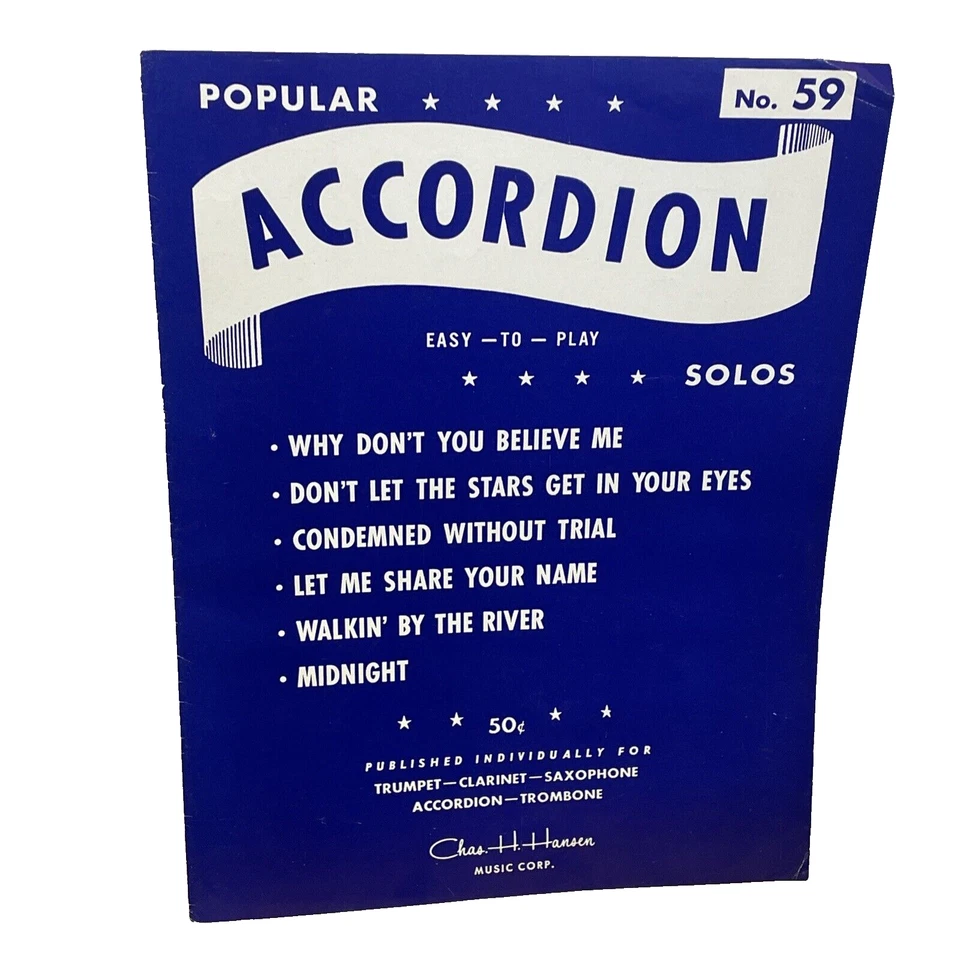 POPULAR ★ ★ ★ ★ No. 59
ACCORDION
EASY — TO — PLAY
★ ★ ★ ★ SOLOS
• WHY DON'T YOU BELIEVE ME
• DON'T LET THE STARS GET IN YOUR EYES
• CONDEMNED WITHOUT TRIAL
• LET ME SHARE YOUR NAME
• WALKIN' BY THE RIVER
• MIDNIGHT
★ ★ 50¢ ★ ★
PUBLISHED INDIVIDUALLY FOR
TRUMPET—CLARINET—SAXOPHONE
ACCORDION—TROMBONE
Chas. H. Hansen
MUSIC CORP.